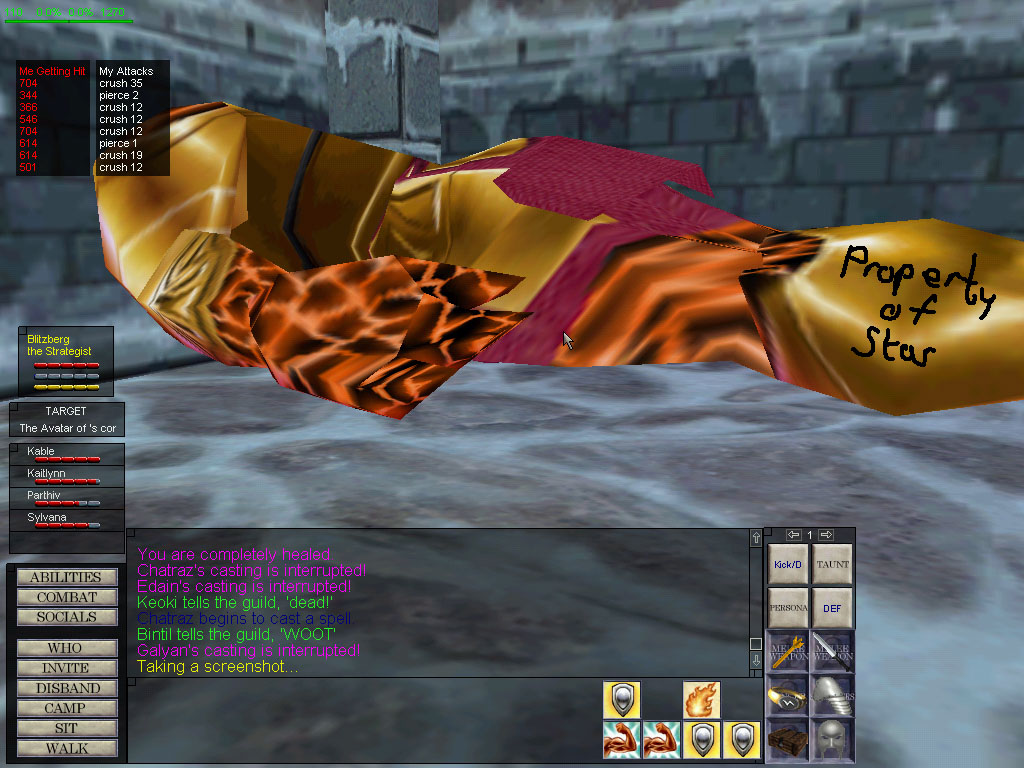 Me Getting Hit
704
344
366
546
704
614
614
501
My Attacks
crush 35
pierce 2
crush 12
crush 12
crush 12
pierce 1
crush 19
crush 12
Property
of
Star
Blitzberg
the Strategist
TARGET
The Avatar of 's cor
Kable
Kaitlynn
Parthiv
Sylvana
ABILITIES
COMBAT
SOCIALS
WHO
INVITE
DISBAND
CAMP
SIT
WALK
You are completely healed.
Chatraz's casting is interrupted!
Edain's casting is interrupted!
Keoki tells the guild, 'dead!'
Chatraz begins to cast a spell.
Bintil tells the guild, 'WOOT'
Galyan's casting is interrupted!
Taking a screenshot...
1
Kick/D TAUNT
PERSONA DEF